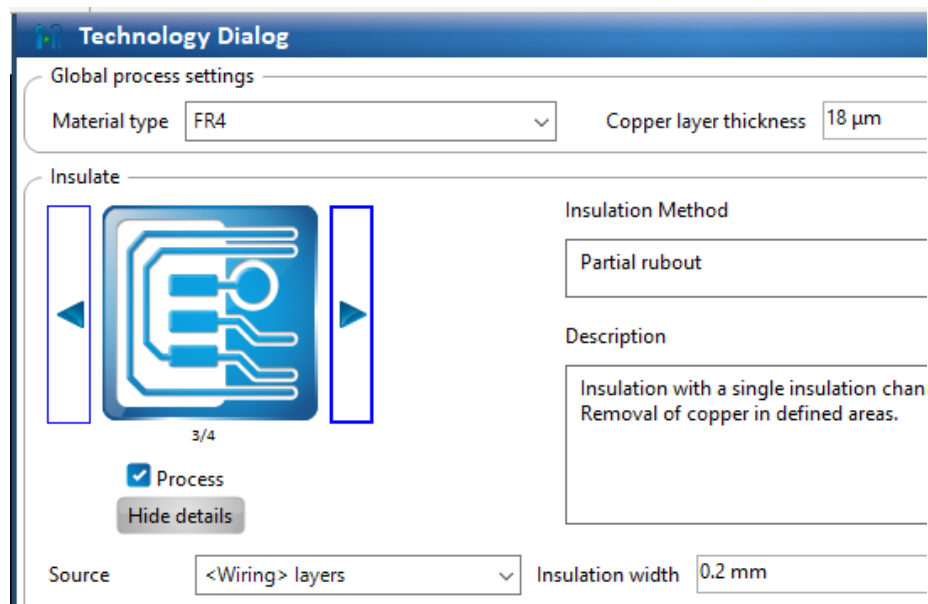 Technology Dialog
Global process settings
Material type FR4 Copper layer thickness 18 µm
Insulate
Insulation Method
Partial rubout
Description
Insulation with a single insulation chan
Removal of copper in defined areas.
3/4
Process
Hide details
Source <Wiring> layers Insulation width 0.2 mm